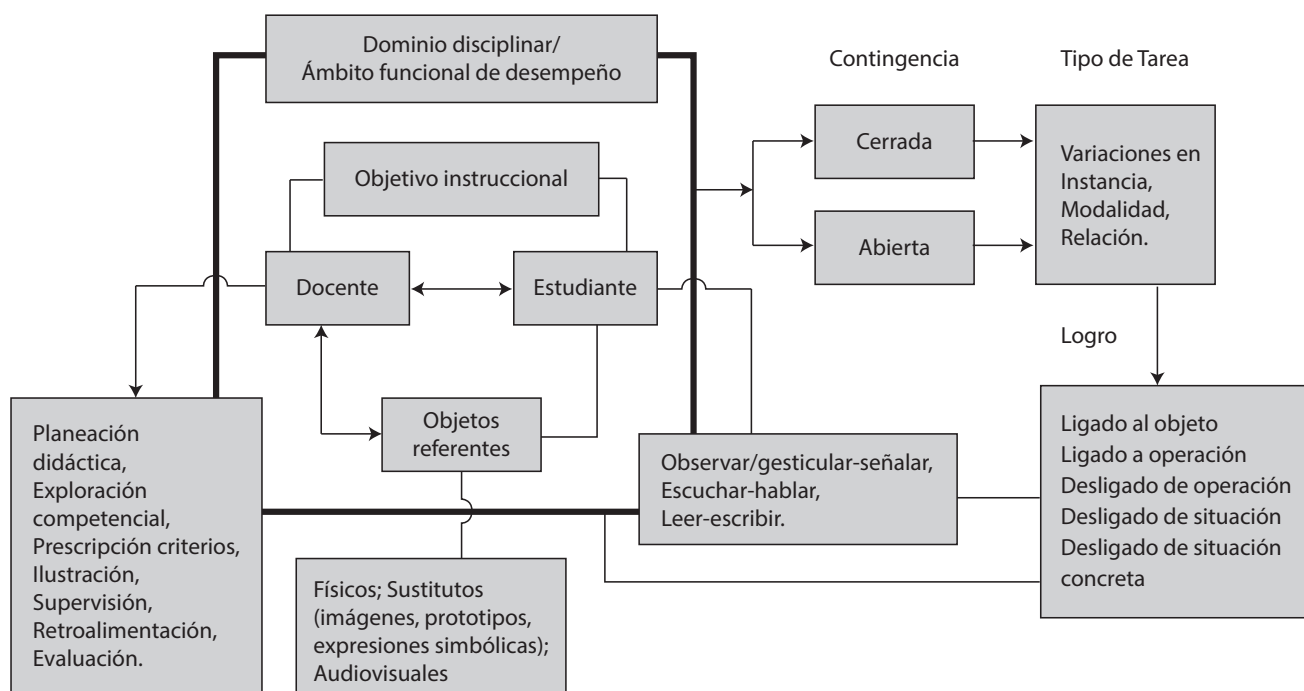 Dominio disciplinar/
Ámbito funcional de desempeño
Contingencia
Tipo de Tarea
Cerrada
Abierta
Variaciones en
Instancia,
Modalidad,
Relación.
Objetivo instruccional
Docente
Estudiante
Logro
Objetos
referentes
Planeación
didáctica,
Exploración
competencial,
Prescripción criterios,
Ilustración,
Supervisión,
Retroalimentación,
Evaluación.
Observar/gesticular-señalar,
Escuchar-hablar,
Leer-escribir.
Ligado al objeto
Ligado a operación
Desligado de operación
Desligado de situación
Desligado de situación
concreta
Físicos; Sustitutos
(imágenes, prototipos,
expresiones simbólicas);
Audiovisuales